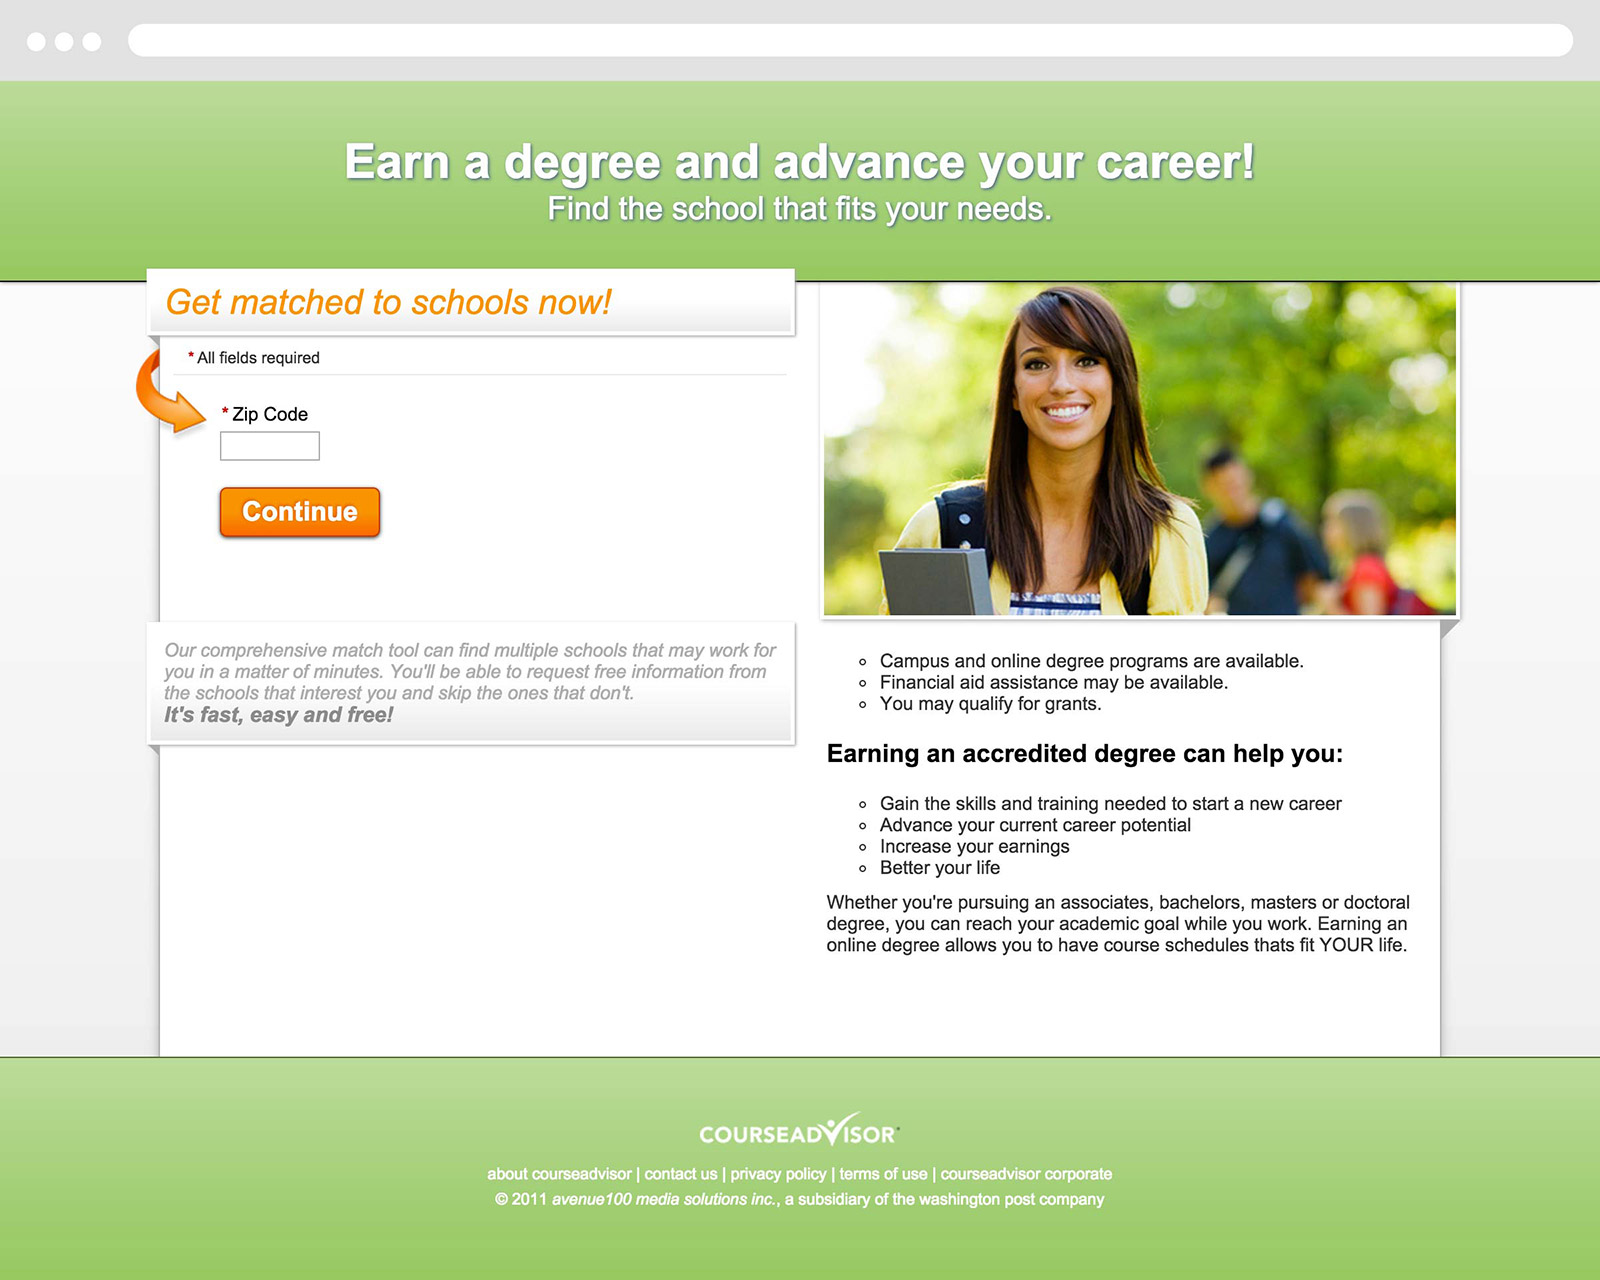 Earn a degree and advance your career!
Find the school that fits your needs.
Get matched to schools now!
* All fields required
* Zip Code
Continue
Our comprehensive match tool can find multiple schools that may work for
you in a matter of minutes. You'll be able to request free information from
the schools that interest you and skip the ones that don't.
It's fast, easy and free!
Campus and online degree programs are available.
Financial aid assistance may be available.
You may qualify for grants.
Earning an accredited degree can help you:
Gain the skills and training needed to start a new career
Advance your current career potential
Increase your earnings
Better your life
Whether you're pursuing an associates, bachelors, masters or doctoral
degree, you can reach your academic goal while you work. Earning an
online degree allows you to have course schedules thats fit YOUR life.
COURSEADVISOR
about courseadvisor | contact us | privacy policy | terms of use | courseadvisor corporate
© 2011 avenue100 media solutions inc., a subsidiary of the washington post company